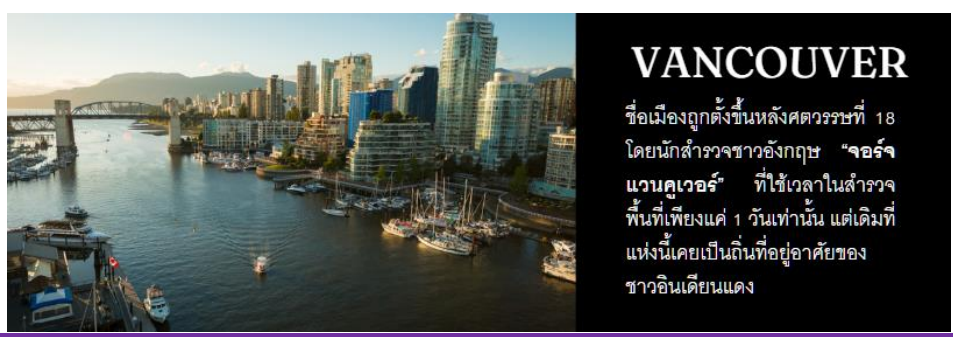 VANCOUVER
ชื่อเมืองถูกตั้งขึ้นหลังศตวรรษที่ 18
โดยนักสำรวจชาวอังกฤษ “จอร์จ
แวนคูเวอร์” ที่ใช้เวลาในสำรวจ
พื้นที่เพียงแค่ 1 วันเท่านั้น แต่เดิมที่
แห่งนี้เคยเป็นถิ่นที่อยู่อาศัยของ
ชาวอินเดียนแดง